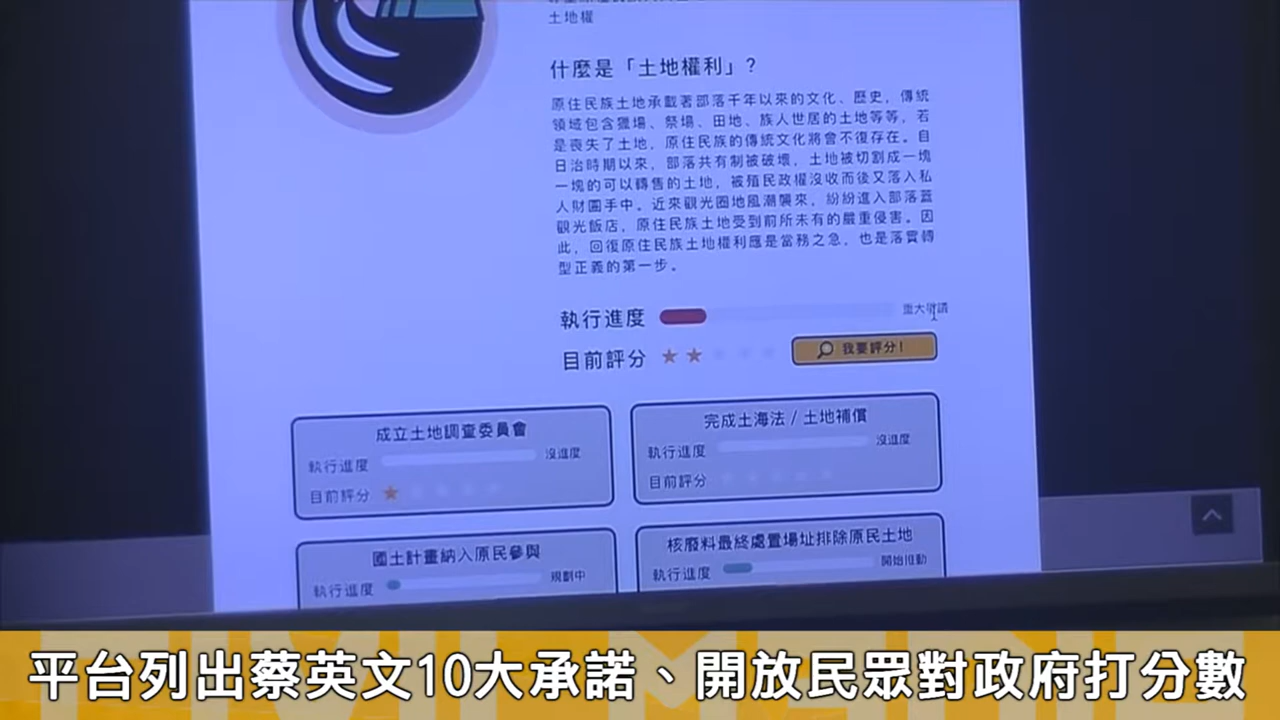 土地權
什麼是「土地權利」?
原住民族土地承載著部落千年以來的文化、歷史，傳統
領域包含獵場、祭場、田地、族人世居的土地等等，若
是喪失了土地，原住民族的傳統文化將會不復存在。自
日治時期以來，部落共有制被破壞，土地被切割成一塊
一塊的可以轉售的土地，被殖民政權沒收而後又落入私
人財團手中。近來觀光圈地風潮襲來，紛紛進入部落蓋
觀光飯店，原住民族土地受到前所未有的嚴重侵害。因
此，回復原住民族土地權利應是當務之急，也是落實轉
型正義的第一步。
執行進度 重大
目前評分 我要評分!
成立土地調查委員會
執行進度 沒進度
目前評分
完成土海法 / 土地補償
執行進度 沒進度
目前評分
國土計畫納入原民參與
執行進度 規劃中
核廢料最終處置場址排除原民土地
執行進度 開始推動
平台列出蔡英文10大承諾、開放民眾對政府打分數